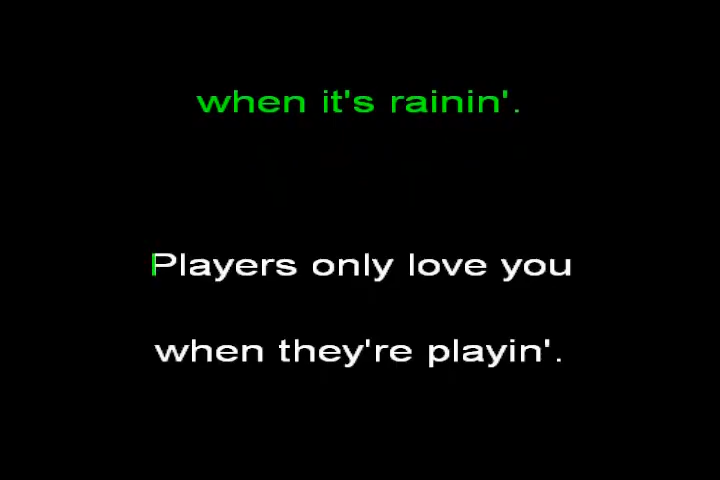 when it's rainin'.
Players only love you
when they're playin'.